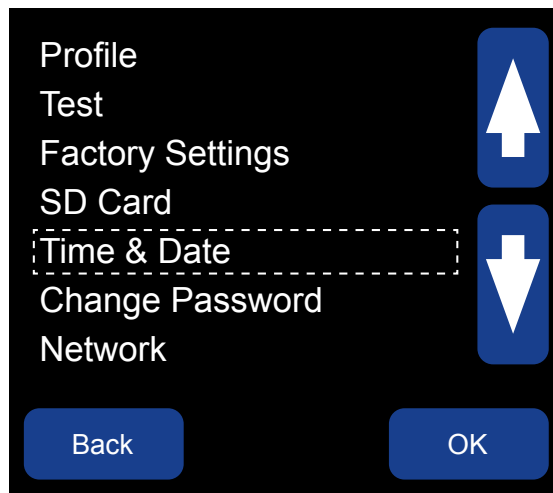 Profile
Test
Factory Settings
SD Card
Time & Date
Change Password
Network
Back
OK